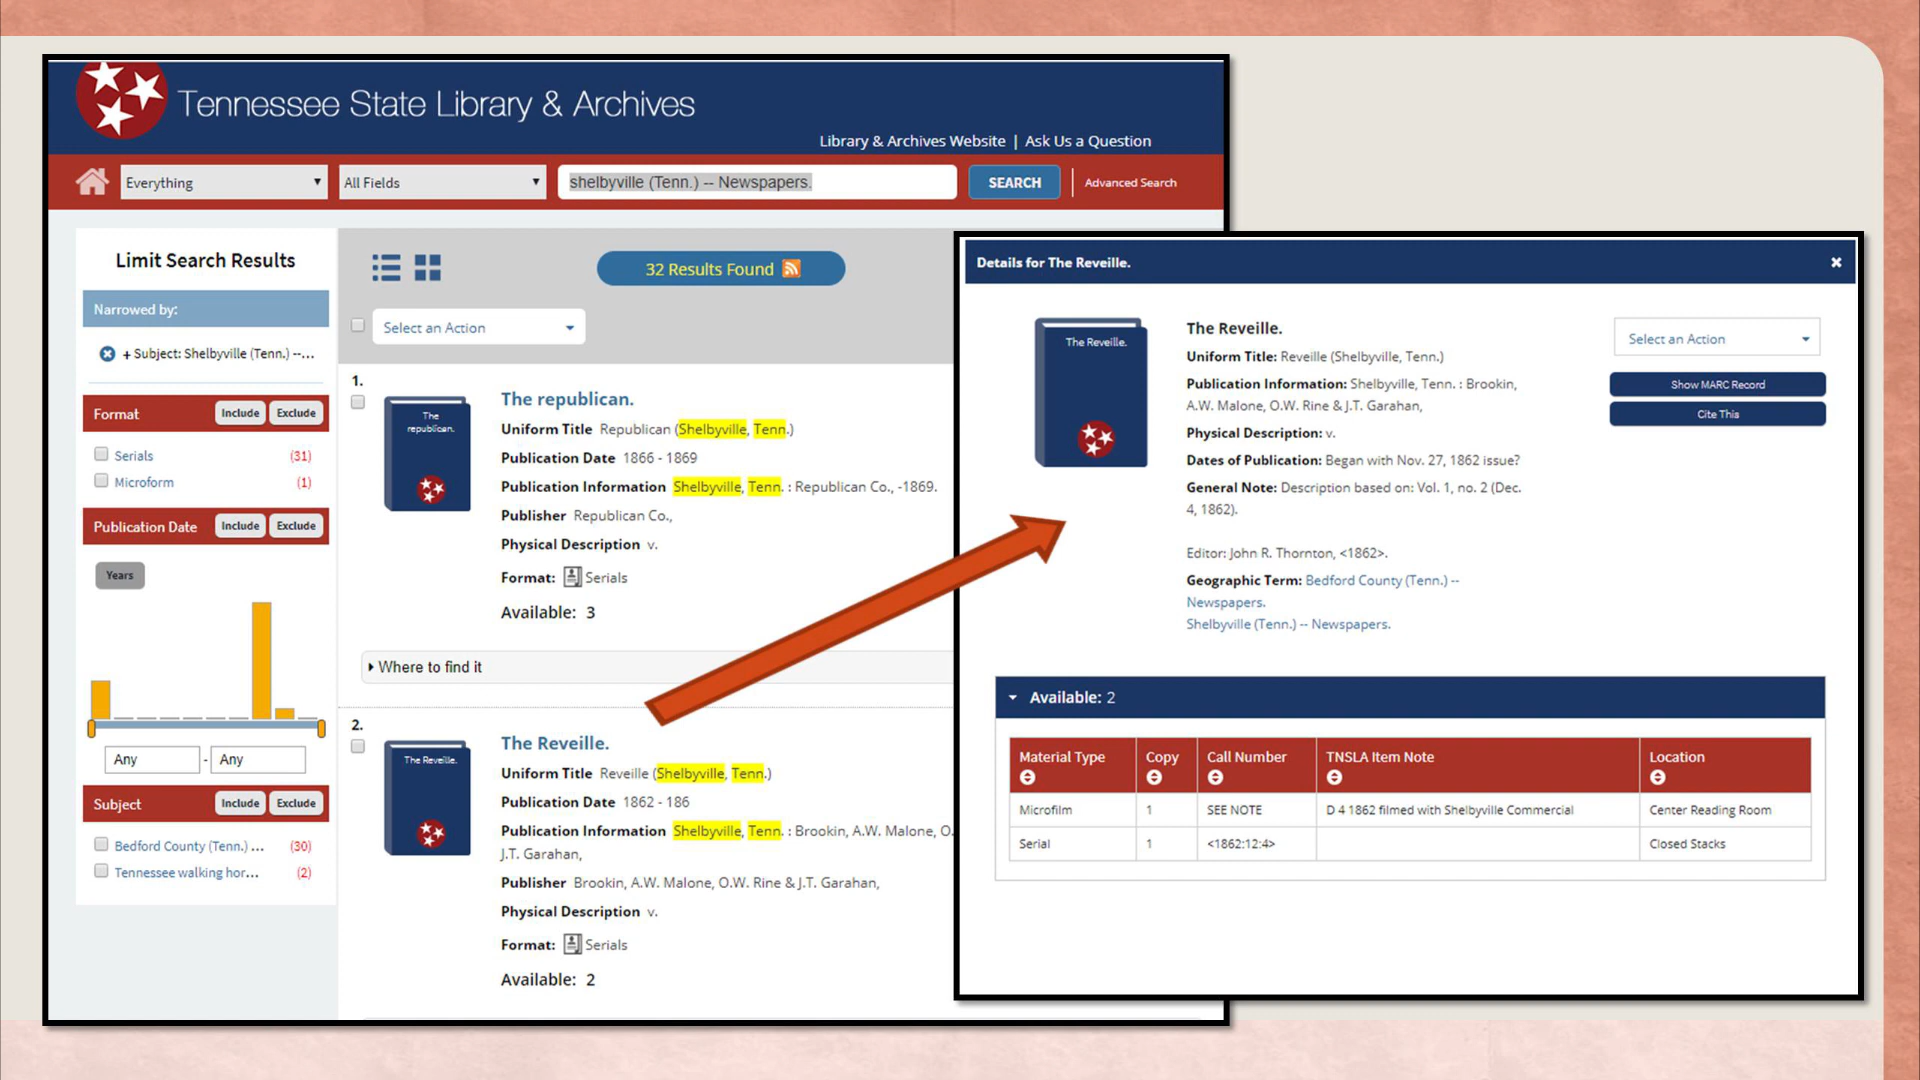 Tennessee State Library & Archives
Library & Archives Website | Ask Us a Question
Everything
All Fields
shelbyville (Tenn.) -- Newspapers.
SEARCH
Advanced Search
Limit Search Results
Narrowed by:
+ Subject: Shelbyville (Tenn.) --...
Format Include Exclude
Serials (31)
Microform (1)
Publication Date Include Exclude
Years
Any - Any
Subject Include Exclude
Bedford County (Tenn.) ... (30)
Tennessee walking hor... (2)
32 Results Found
Select an Action
1.
The
republican.
The republican.
Uniform Title Republican (Shelbyville, Tenn.)
Publication Date 1866 - 1869
Publication Information Shelbyville, Tenn. : Republican Co., -1869.
Publisher Republican Co.,
Physical Description v.
Format: Serials
Available: 3
Where to find it
2.
The Reveille.
The Reveille.
Uniform Title Reveille (Shelbyville, Tenn.)
Publication Date 1862 - 186
Publication Information Shelbyville, Tenn. : Brookin, A.W. Malone, O.
J.T. Garahan,
Publisher Brookin, A.W. Malone, O.W. Rine & J.T. Garahan,
Physical Description v.
Format: Serials
Available: 2
Details for The Reveille.
The Reveille.
The Reveille.
Uniform Title: Reveille (Shelbyville, Tenn.)
Publication Information: Shelbyville, Tenn. : Brookin,
A.W. Malone, O.W. Rine & J.T. Garahan,
Physical Description: v.
Dates of Publication: Began with Nov. 27, 1862 issue?
General Note: Description based on: Vol. 1, no. 2 (Dec.
4, 1862).
Editor: John R. Thornton, <1862>.
Geographic Term: Bedford County (Tenn.) --
Newspapers.
Shelbyville (Tenn.) -- Newspapers.
Select an Action
Show MARC Record
Cite This
Available: 2
Material Type Copy Call Number TNSLA Item Note Location
Microfilm 1 SEE NOTE D 4 1862 filmed with Shelbyville Commercial Center Reading Room
Serial 1 <1862:12:4> Closed Stacks